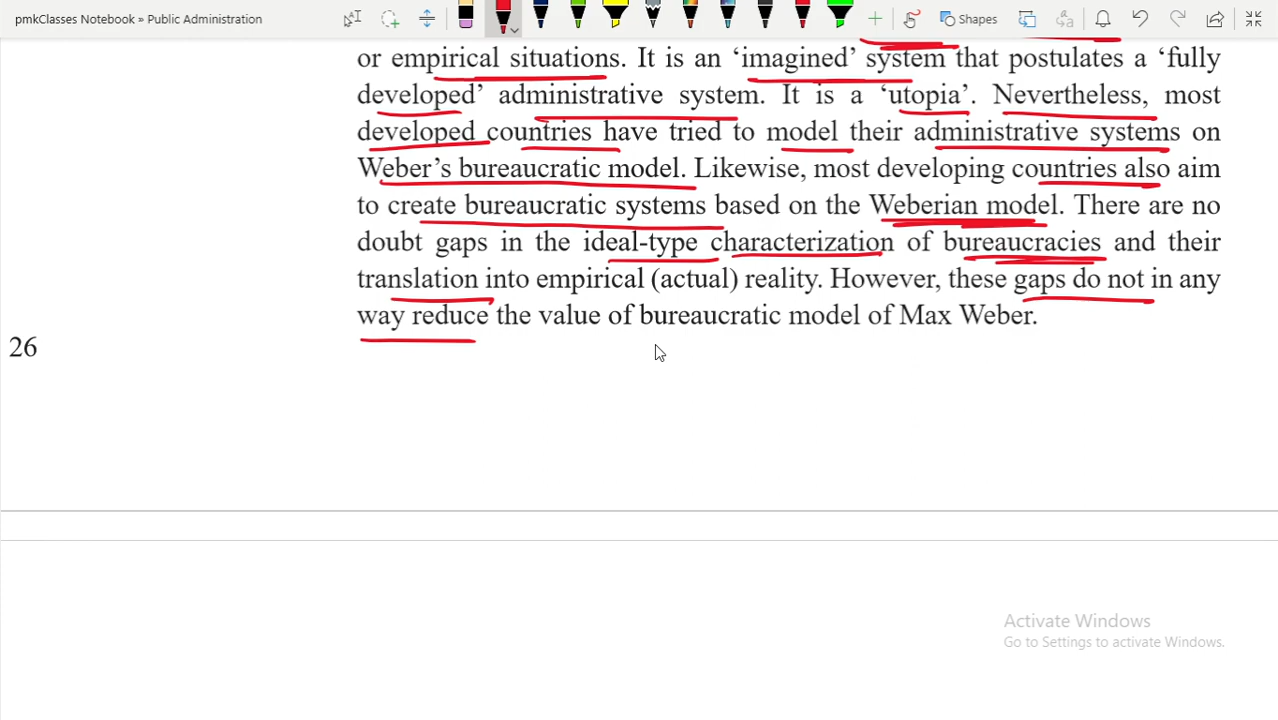 pmkClasses Notebook » Public Administration
Shapes
or empirical situations. It is an ‘imagined’ system that postulates a ‘fully
developed’ administrative system. It is a ‘utopia’. Nevertheless, most
developed countries have tried to model their administrative systems on
Weber’s bureaucratic model. Likewise, most developing countries also aim
to create bureaucratic systems based on the Weberian model. There are no
doubt gaps in the ideal-type characterization of bureaucracies and their
translation into empirical (actual) reality. However, these gaps do not in any
way reduce the value of bureaucratic model of Max Weber.
26
Activate Windows
Go to Settings to activate Windows.